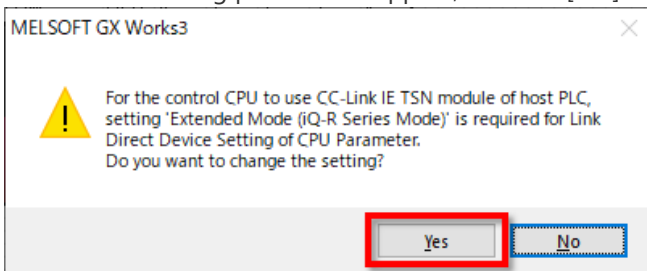 MELSOFT GX Works3
For the control CPU to use CC-Link IE TSN module of host PLC,
setting 'Extended Mode (iQ-R Series Mode)' is required for Link
Direct Device Setting of CPU Parameter.
Do you want to change the setting?
Yes No